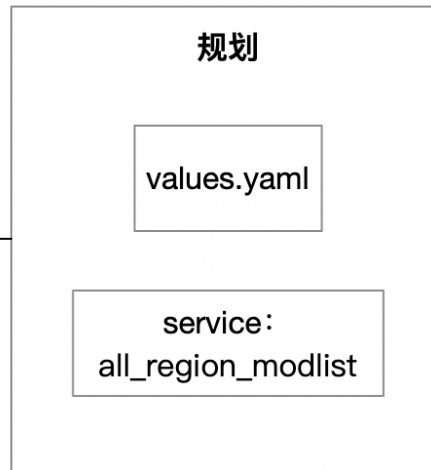 规划
values.yaml
service：
all_region_modlist